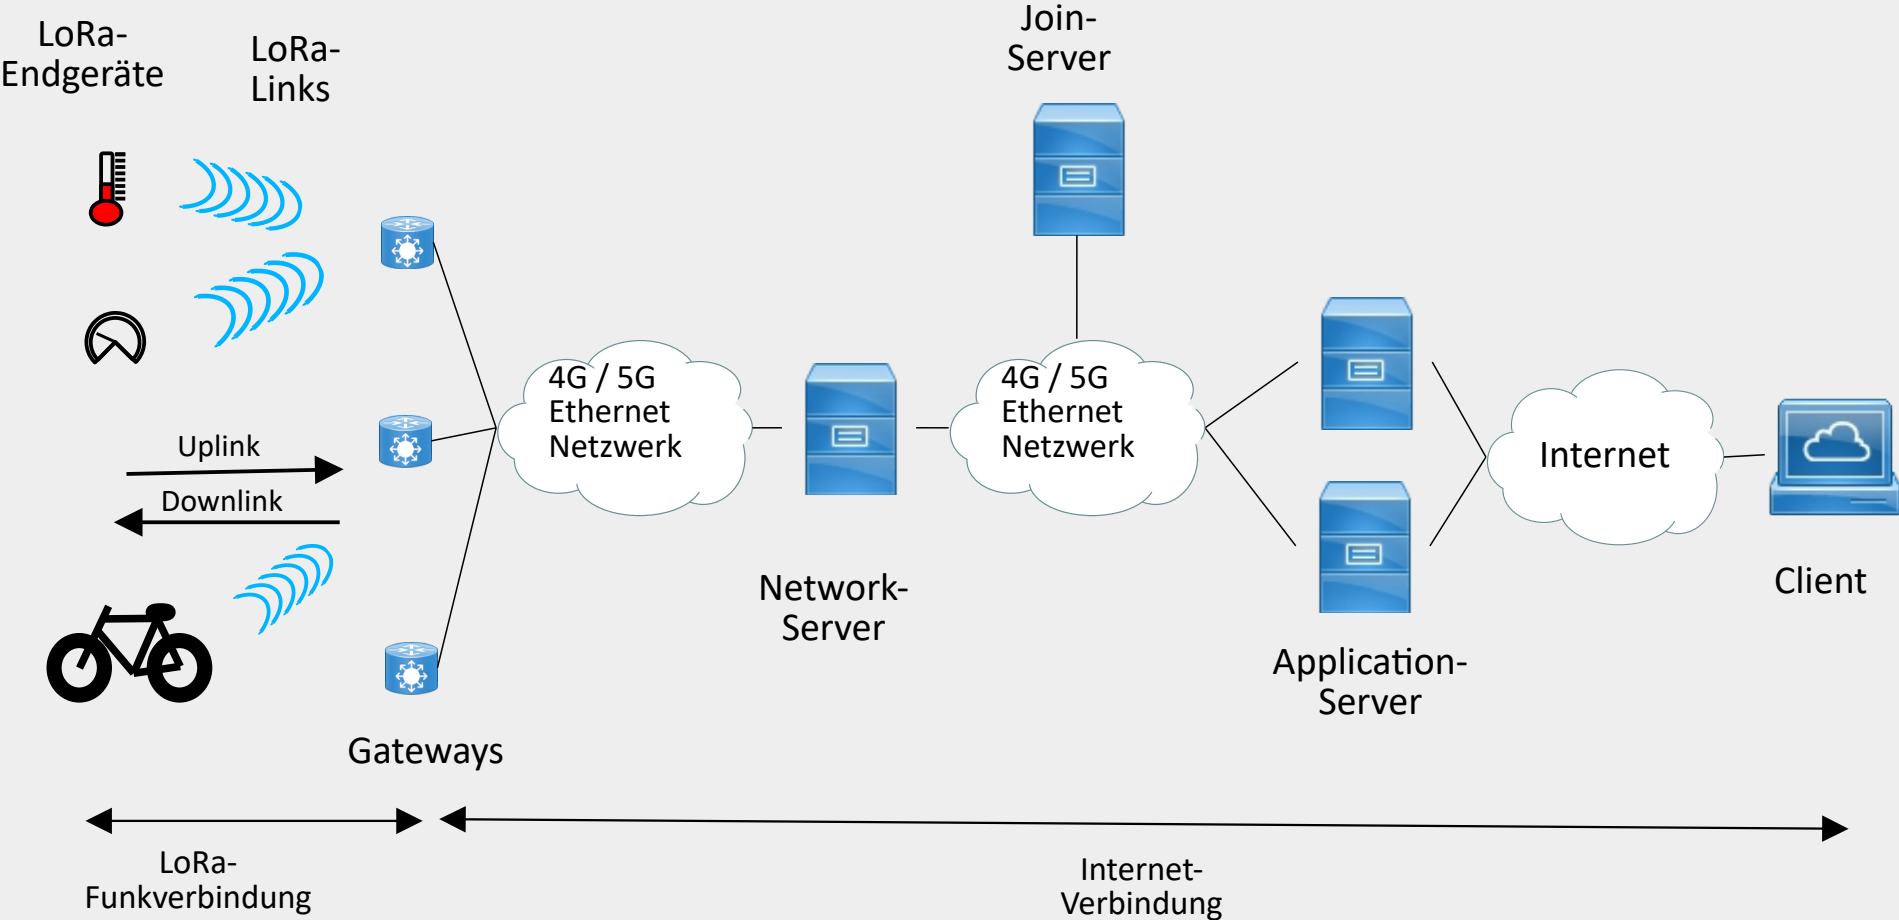 LoRa-
Endgeräte
LoRa-
Links
Join-
Server
4G / 5G
Ethernet
Netzwerk
4G / 5G
Ethernet
Netzwerk
Uplink
Downlink
Internet
Network-
Server
Client
Application-
Server
Gateways
LoRa-
Funkverbindung
Internet-
Verbindung